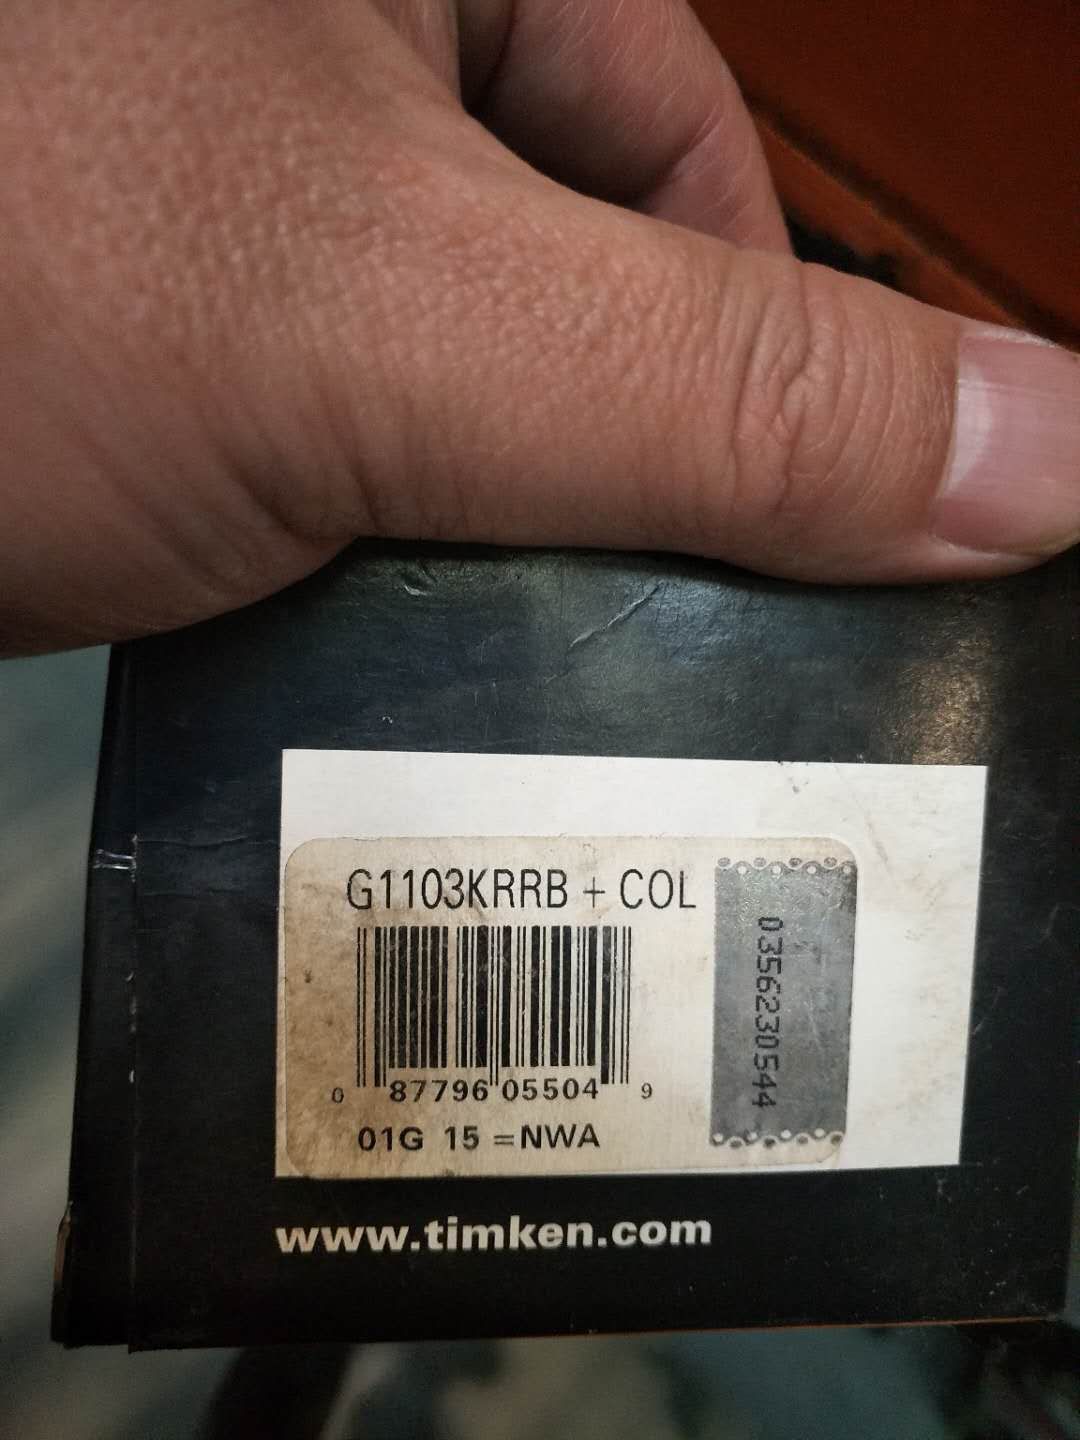 G1103KRRB + COL
0356230544
0 87796 05504 9
01G 15 =NWA
www.timken.com